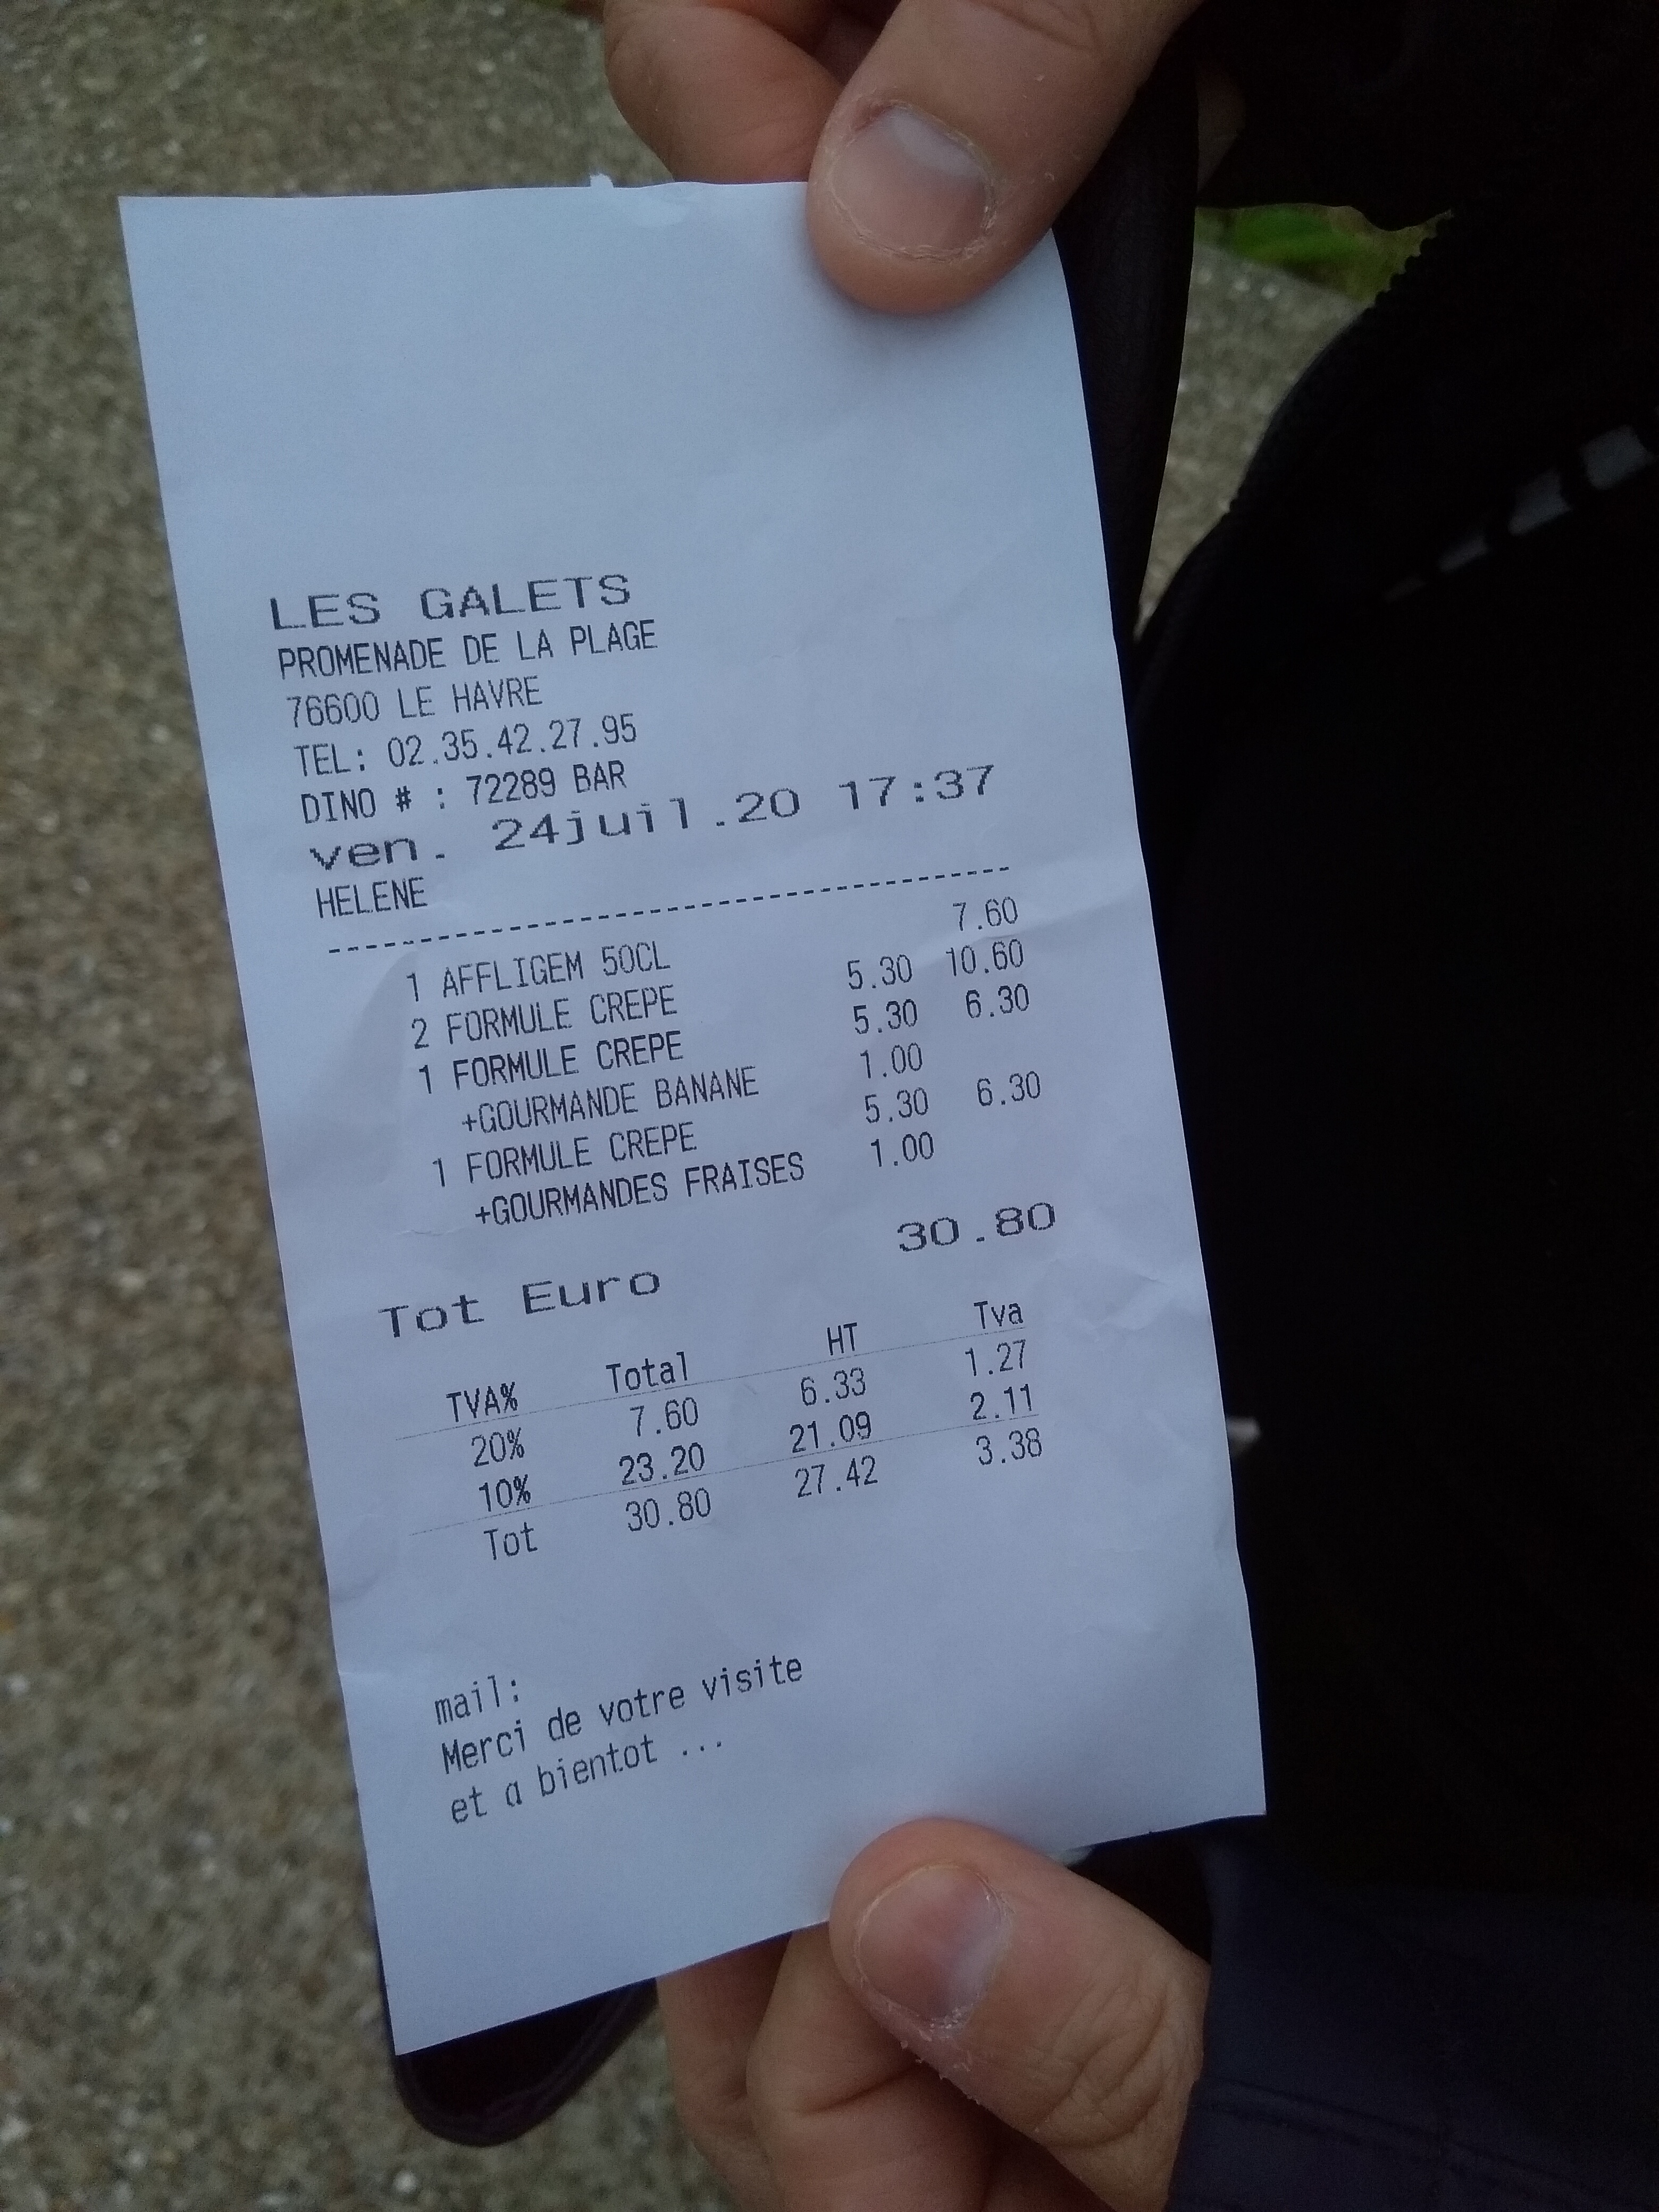 LES GALETS
PROMENADE DE LA PLAGE
76600 LE HAVRE
TEL: 02.35.42.27.95
DINO # : 72289 BAR
ven. 24juil.20 17:37
HELENE
--------------------------------------
1 AFFLIGEM 50CL 7.60
2 FORMULE CREPE 5.30 10.60
1 FORMULE CREPE 5.30 6.30
+GOURMANDE BANANE 1.00
1 FORMULE CREPE 5.30 6.30
+GOURMANDES FRAISES 1.00
Tot Euro 30.80
TVA% Total HT Tva
20% 7.60 6.33 1.27
10% 23.20 21.09 2.11
Tot 30.80 27.42 3.38
mail:
Merci de votre visite
et a bientot ...